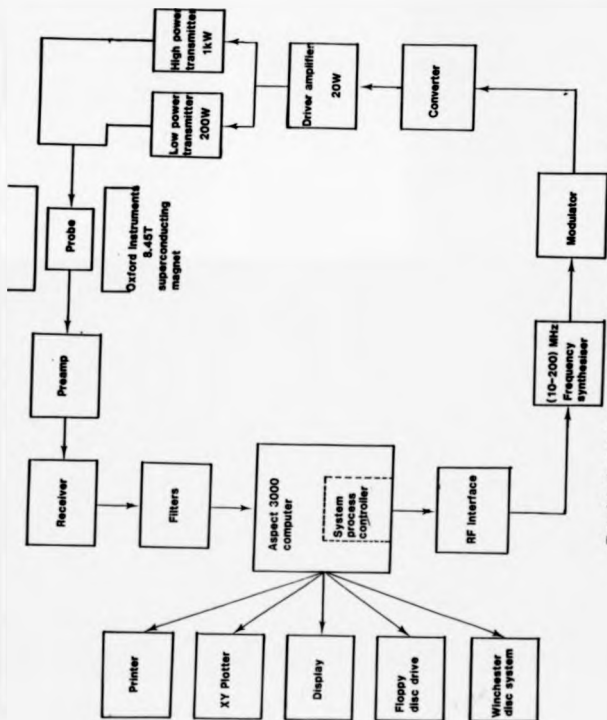 Winchester
disc system
Floppy
disc drive
Display
XY Plotter
Printer
Aspect 3000
computer
System
process
controller
RF interface
Filters
Receiver
(10-200) MHz
Frequency
synthesiser
Preamp
Modulator
Oxford Instruments
8.45T
superconducting
magnet
Probe
Converter
Driver amplifier
20W
Low power
transmitter
200W
High power
transmitter
1kW